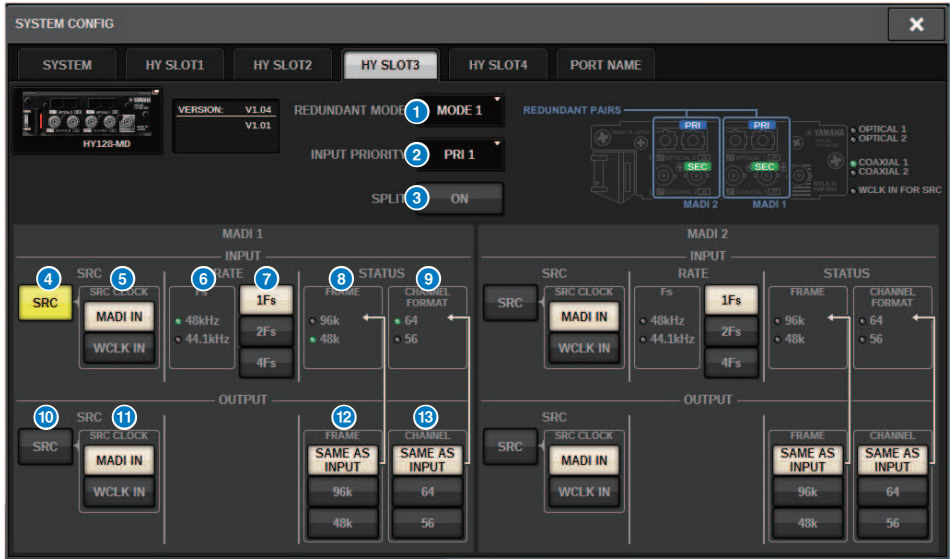 SYSTEM CONFIG
SYSTEM HY SLOT1 HY SLOT2 HY SLOT3 HY SLOT4 PORT NAME
HY128-MD
VERSION: V1.04
V1.01
REDUNDANT MODE 1 MODE 1
INPUT PRIORITY 2 PRI 1
SPLIT 3 ON
REDUNDANT PAIRS
PRI PRI
SEC SEC
MADI 2 MADI 1
YAMAHA
OPTICAL 1
OPTICAL 2
COAXIAL 1
COAXIAL 2
WCLK IN FOR SRC
MADI 1
INPUT
SRC RATE STATUS
4 5 6 7 8 9
SRC
SRC CLOCK
MADI IN
WCLK IN
Fs
48kHz
44.1kHz
1Fs
2Fs
4Fs
FRAME
96k
48k
CHANNEL FORMAT
64
56
OUTPUT
SRC
10 11 12 13
SRC
SRC CLOCK
MADI IN
WCLK IN
FRAME
SAME AS INPUT
96k
48k
CHANNEL
SAME AS INPUT
64
56
MADI 2
INPUT
SRC RATE STATUS
SRC
SRC CLOCK
MADI IN
WCLK IN
Fs
48kHz
44.1kHz
1Fs
2Fs
4Fs
FRAME
96k
48k
CHANNEL FORMAT
64
56
OUTPUT
SRC
SRC
SRC CLOCK
MADI IN
WCLK IN
FRAME
SAME AS INPUT
96k
48k
CHANNEL
SAME AS INPUT
64
56